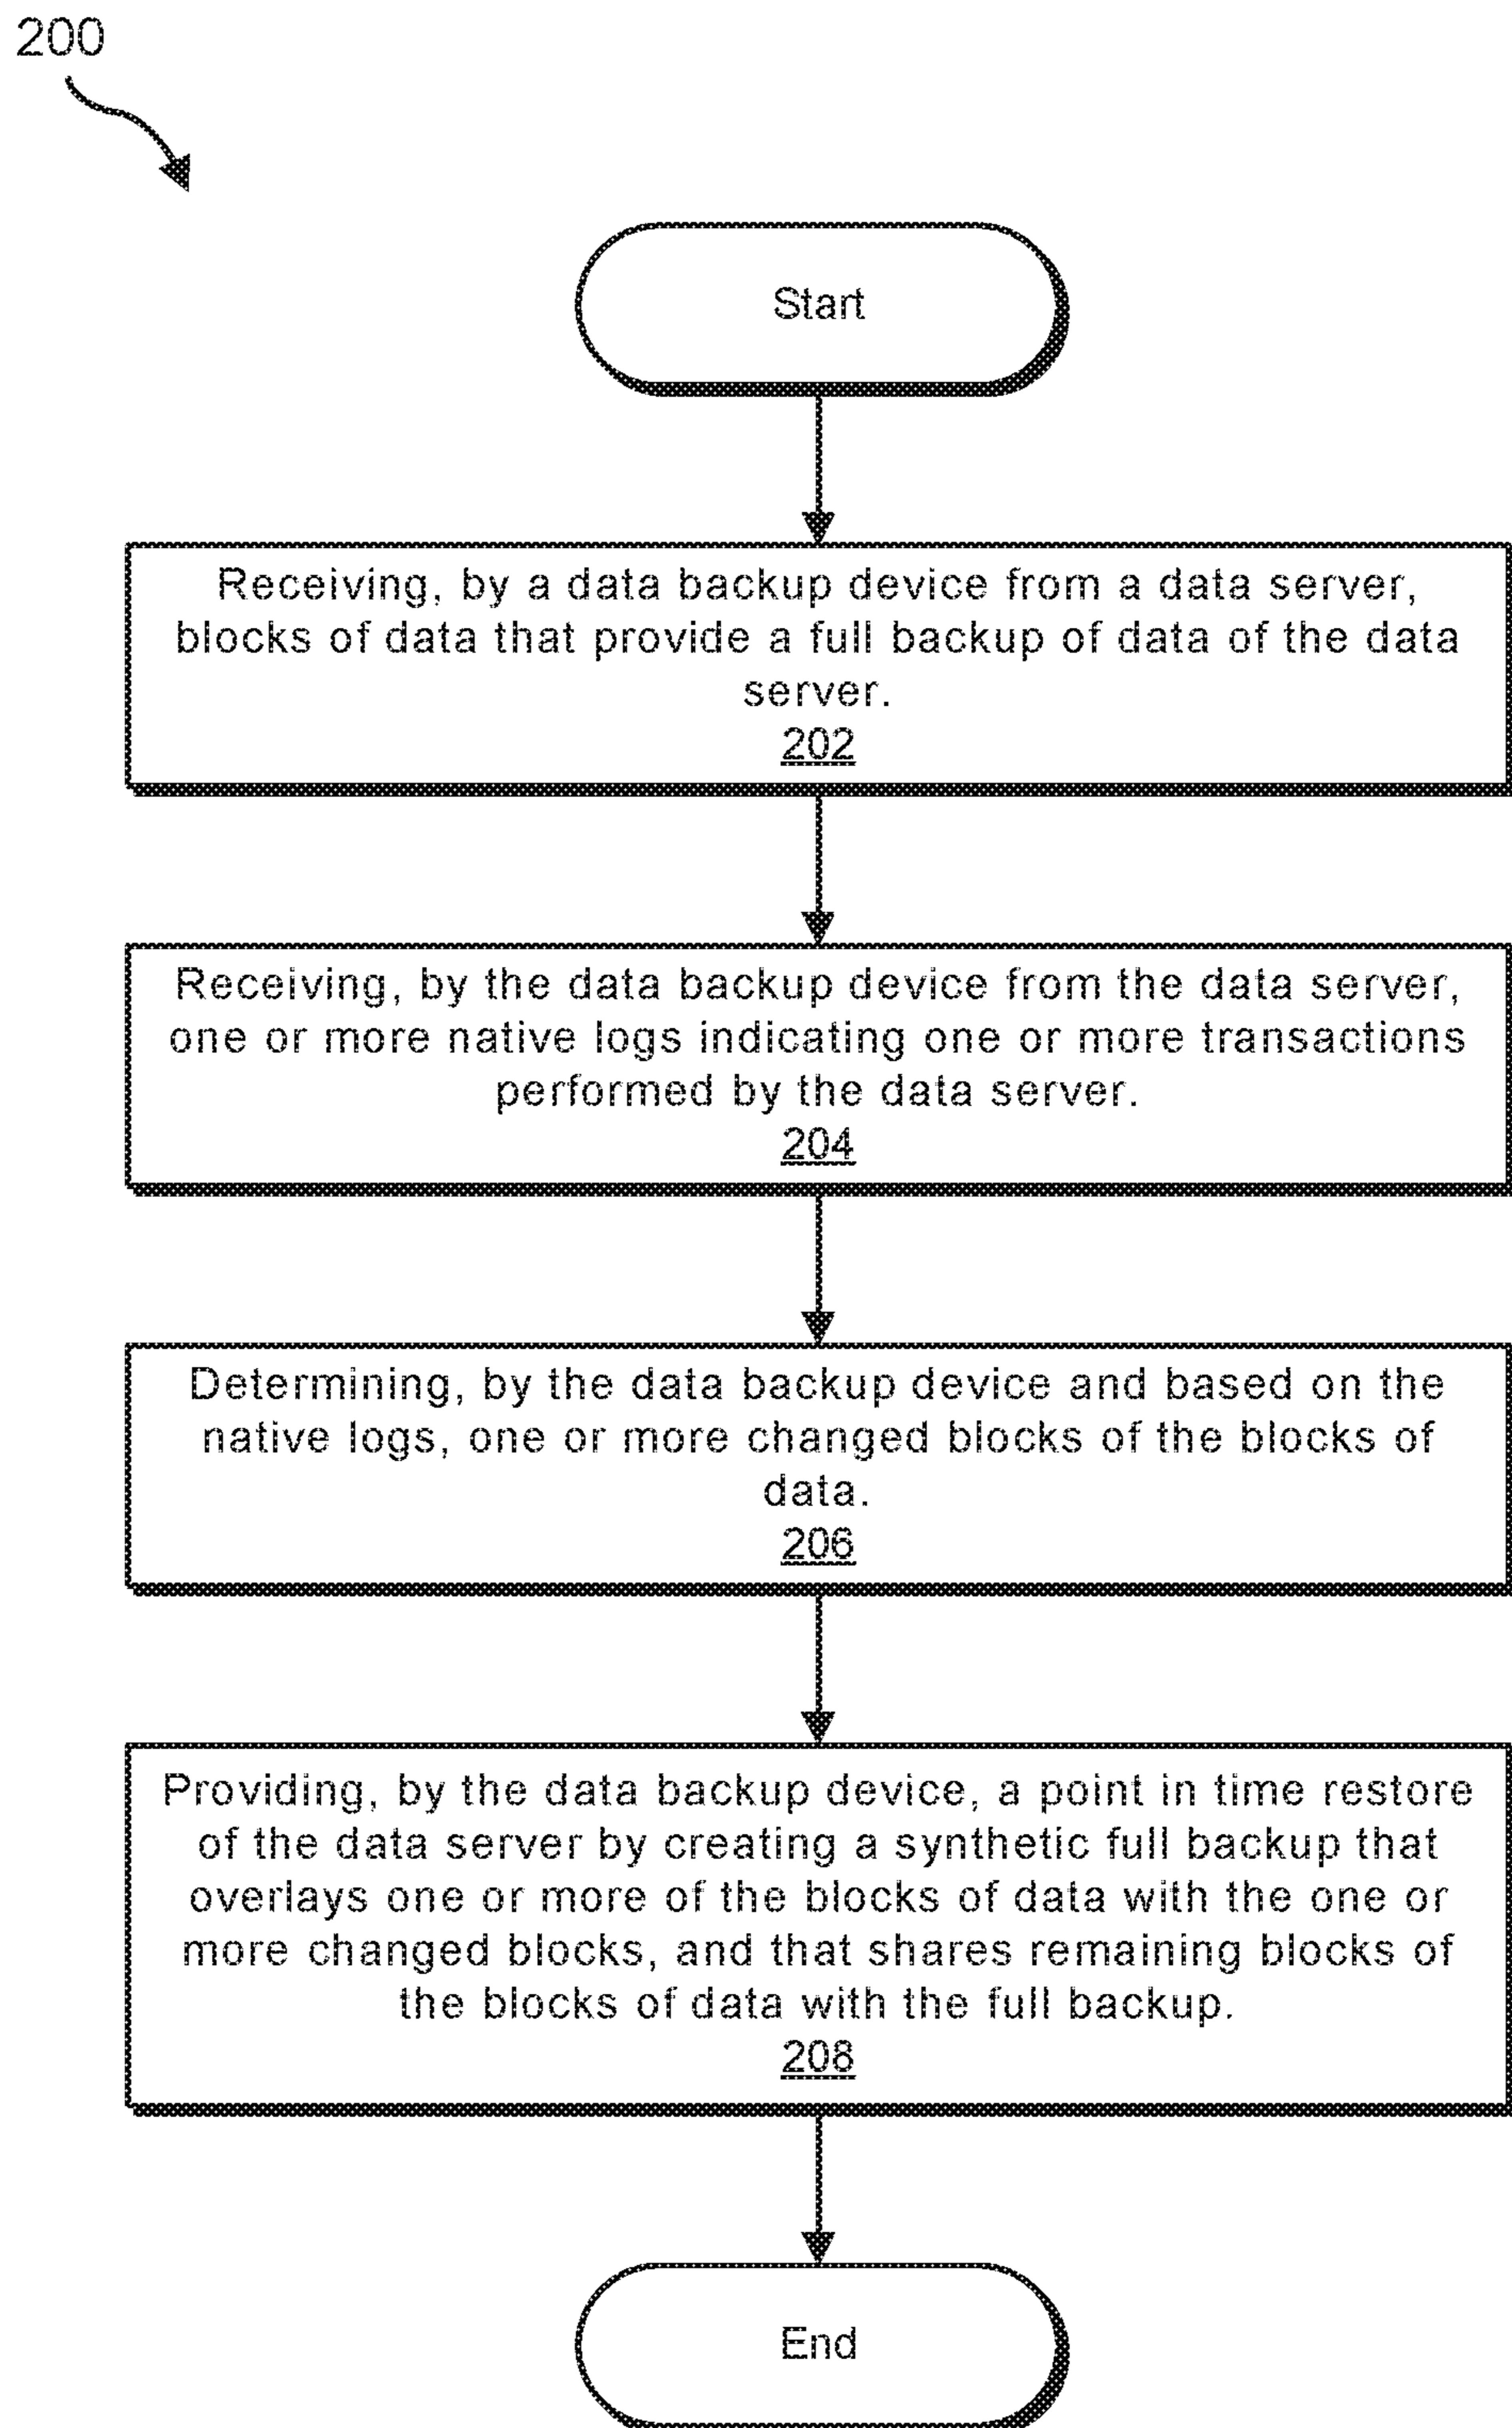 200
Start
Receiving, by a data backup device from a data server,
blocks of data that provide a full backup of data of the data
server.
202
Receiving, by the data backup device from the data server,
one or more native logs indicating one or more transactions
performed by the data server.
204
Determining, by the data backup device and based on the
native logs, one or more changed blocks of the blocks of
data.
206
Providing, by the data backup device, a point in time restore
of the data server by creating a synthetic full backup that
overlays one or more of the blocks of data with the one or
more changed blocks, and that shares remaining blocks of
the blocks of data with the full backup.
208
End